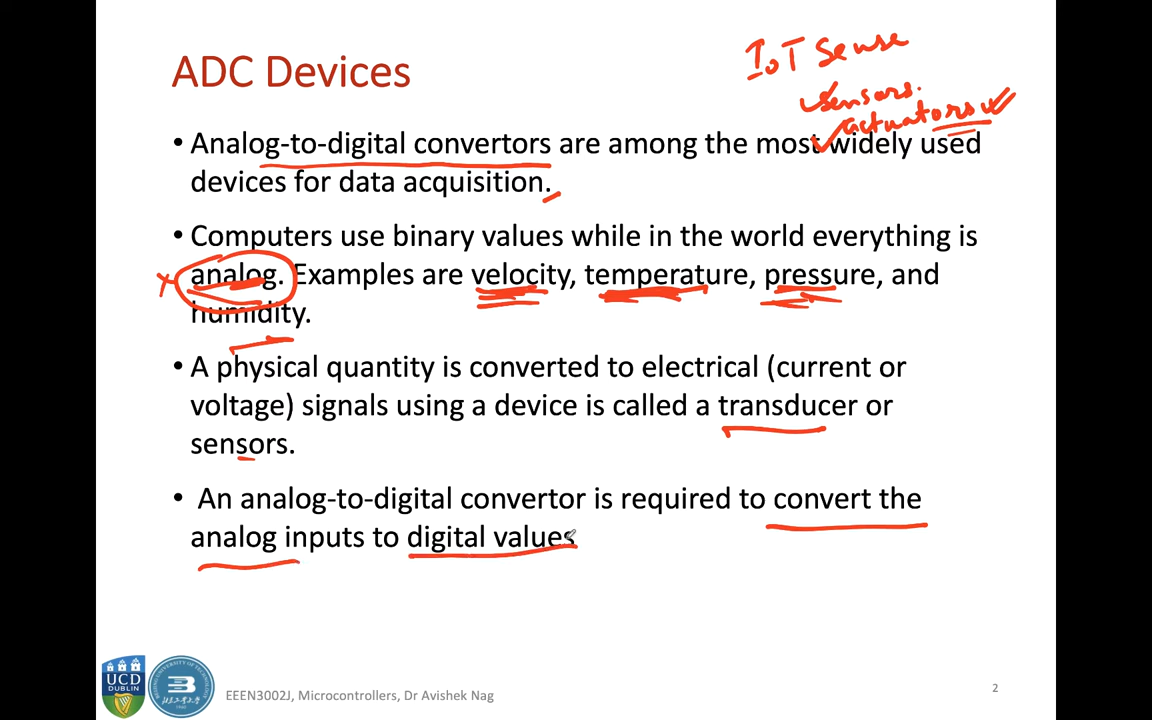 IoT Sense
sensors.
actuators
ADC Devices
• Analog-to-digital convertors are among the most widely used
devices for data acquisition.
• Computers use binary values while in the world everything is
analog. Examples are velocity, temperature, pressure, and
humidity.
• A physical quantity is converted to electrical (current or
voltage) signals using a device is called a transducer or
sensors.
• An analog-to-digital convertor is required to convert the
analog inputs to digital values
UCD
DUBLIN
EEEN3002J, Microcontrollers, Dr Avishek Nag
2